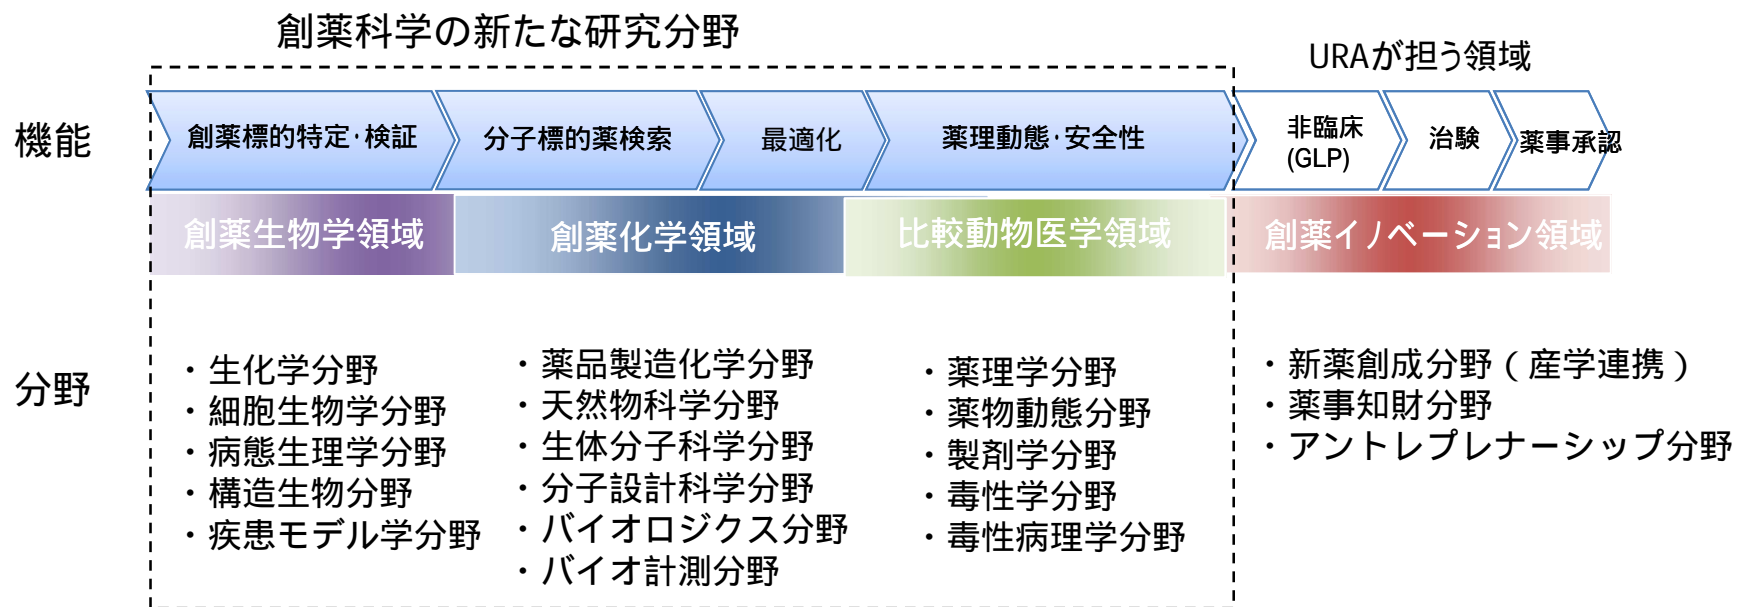 創薬科学の新たな研究分野
URAが担う領域
機能
創薬標的特定･検証
分子標的薬検索
最適化
薬理動態･安全性
非臨床
(GLP)
治験
薬事承認
創薬生物学領域
創薬化学領域
比較動物医学領域
創薬イノベーション領域
分野
・生化学分野
・細胞生物学分野
・病態生理学分野
・構造生物分野
・疾患モデル学分野
・薬品製造化学分野
・天然物科学分野
・生体分子科学分野
・分子設計科学分野
・バイオロジクス分野
・バイオ計測分野
・薬理学分野
・薬物動態分野
・製剤学分野
・毒性学分野
・毒性病理学分野
・新薬創成分野（産学連携）
・薬事知財分野
・アントレプレナーシップ分野